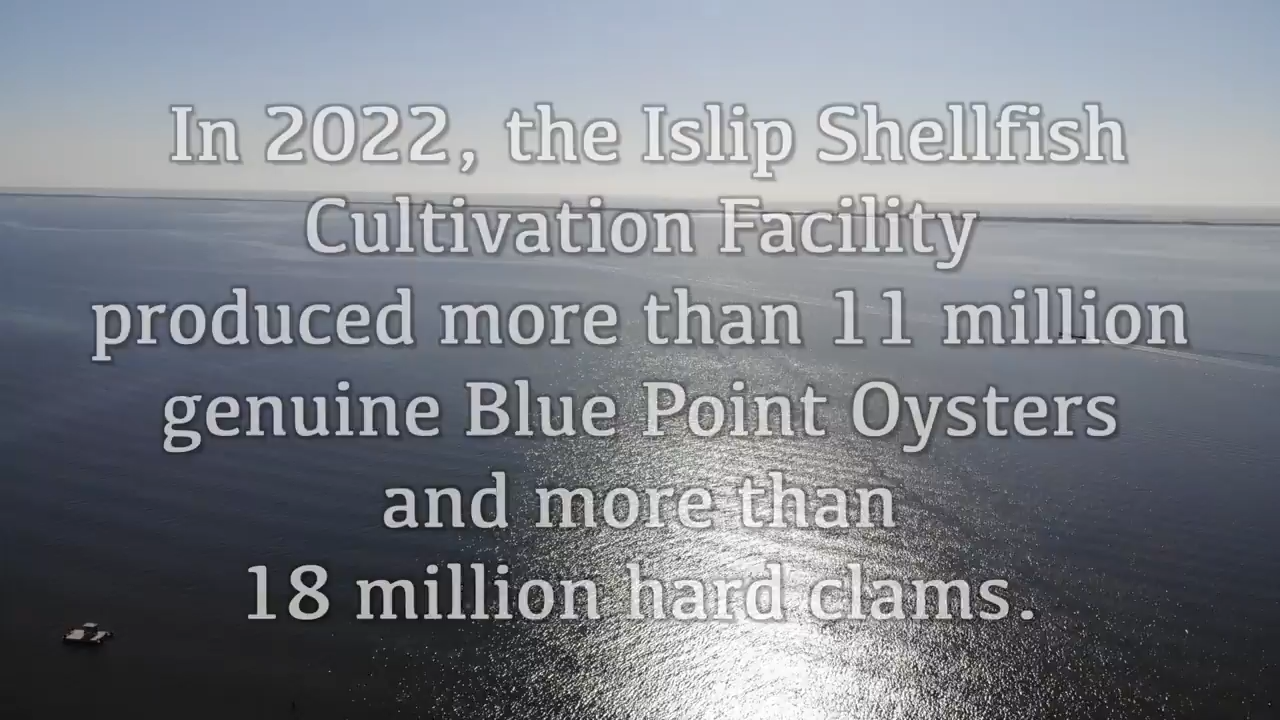 In 2022, the Islip Shellfish
Cultivation Facility
produced more than 11 million
genuine Blue Point Oysters
and more than
18 million hard clams.